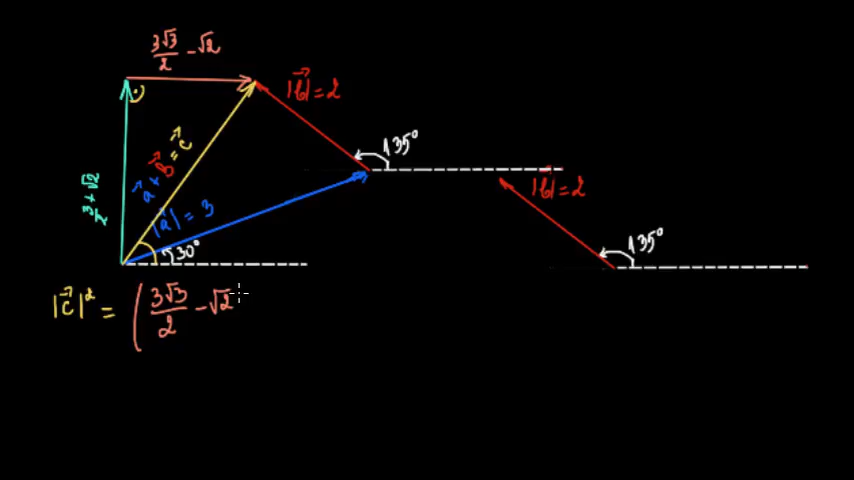 3√3/2 - √2
|b⃗| = 2
135°
3/2 + √2
a⃗ + b⃗ = c⃗
|a⃗| = 3
30°
|b⃗| = 2
135°
|c⃗|² = (3√3/2 - √2